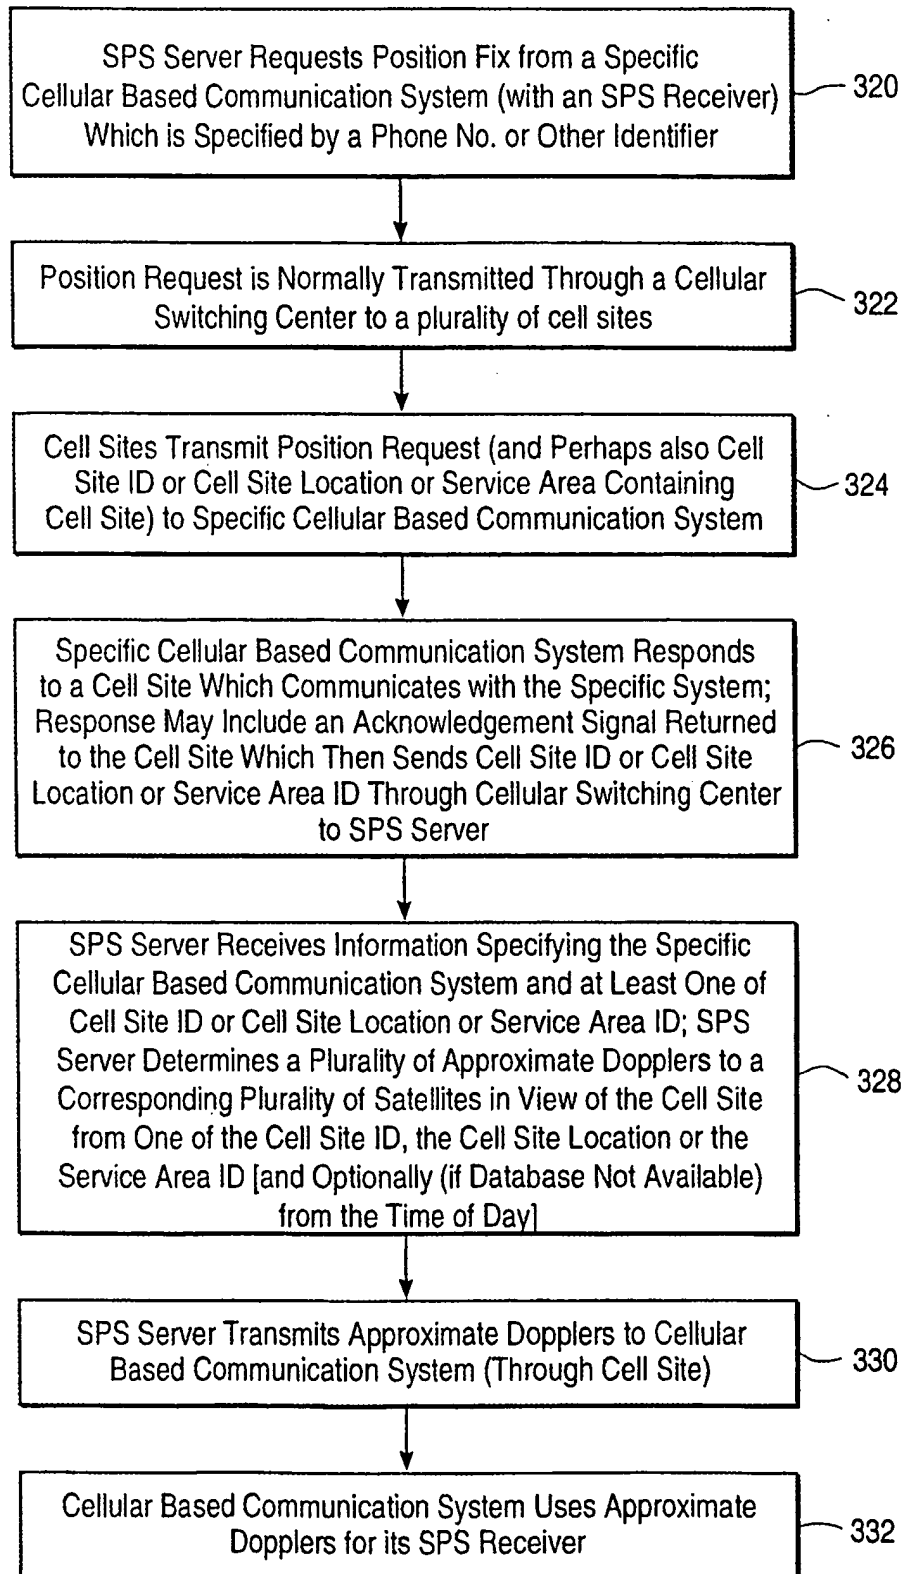 SPS Server Requests Position Fix from a Specific
Cellular Based Communication System (with an SPS Receiver)
Which is Specified by a Phone No. or Other Identifier
320
Position Request is Normally Transmitted Through a Cellular
Switching Center to a plurality of cell sites
322
Cell Sites Transmit Position Request (and Perhaps also Cell
Site ID or Cell Site Location or Service Area Containing
Cell Site) to Specific Cellular Based Communication System
324
Specific Cellular Based Communication System Responds
to a Cell Site Which Communicates with the Specific System;
Response May Include an Acknowledgement Signal Returned
to the Cell Site Which Then Sends Cell Site ID or Cell Site
Location or Service Area ID Through Cellular Switching Center
to SPS Server
326
SPS Server Receives Information Specifying the Specific
Cellular Based Communication System and at Least One of
Cell Site ID or Cell Site Location or Service Area ID; SPS
Server Determines a Plurality of Approximate Dopplers to a
Corresponding Plurality of Satellites in View of the Cell Site
from One of the Cell Site ID, the Cell Site Location or the
Service Area ID [and Optionally (if Database Not Available)
from the Time of Day]
328
SPS Server Transmits Approximate Dopplers to Cellular
Based Communication System (Through Cell Site)
330
Cellular Based Communication System Uses Approximate
Dopplers for its SPS Receiver
332